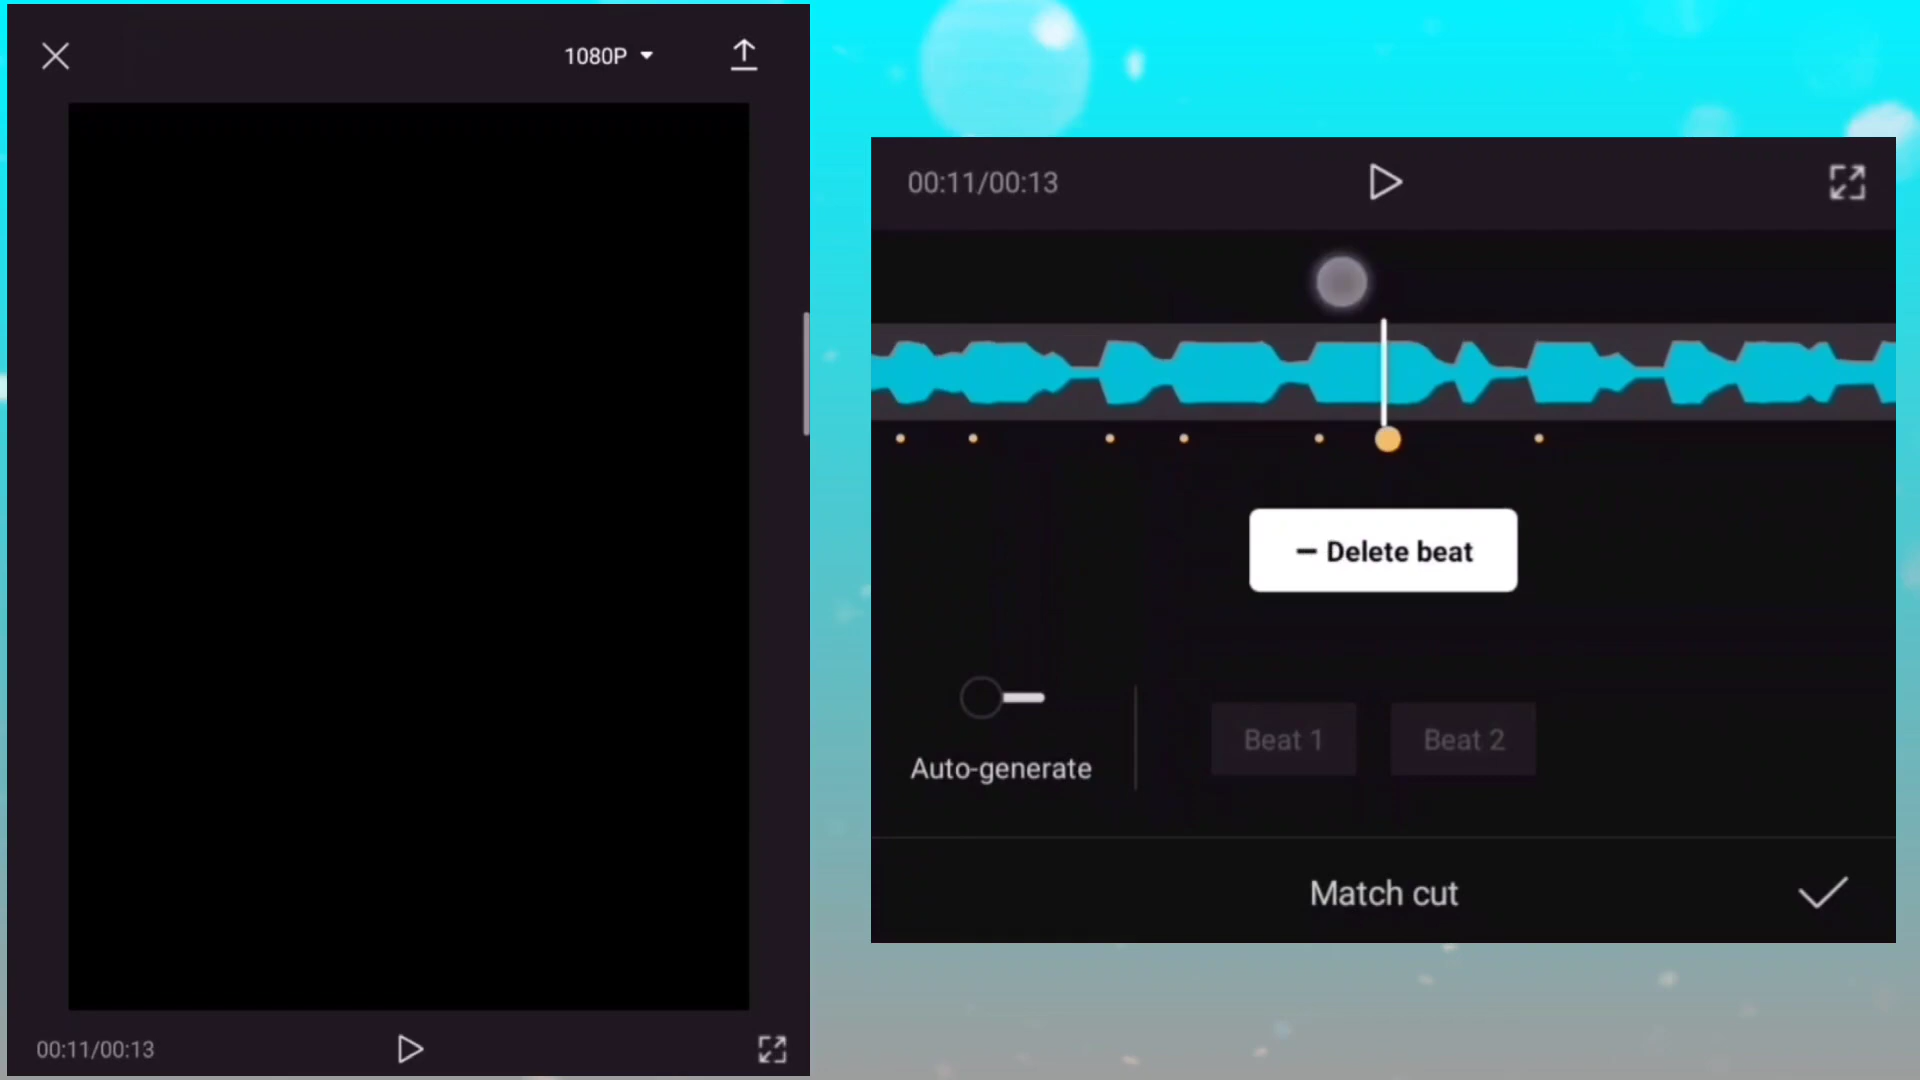 1080P
00:11/00:13
00:11/00:13
Delete beat
Auto-generate
Beat 1
Beat 2
Match cut